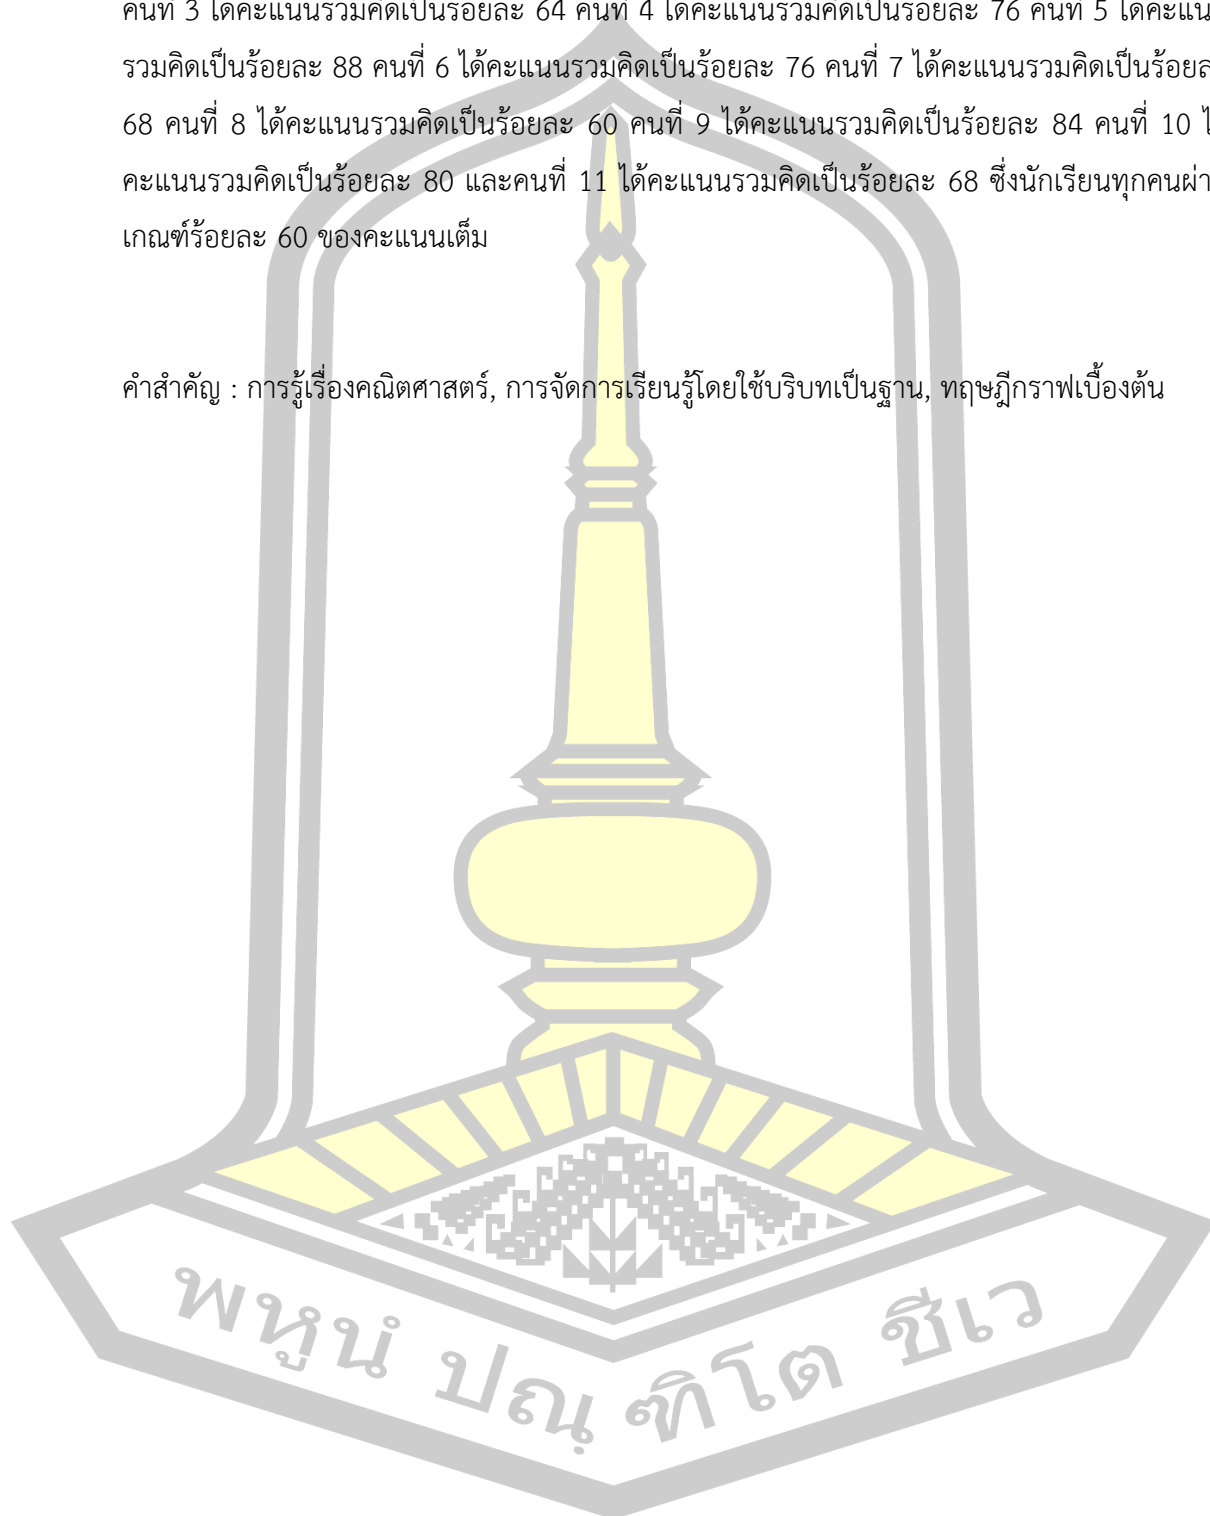 คนที่ 3 ได้คะแนนรวมคิดเป็นร้อยละ 64 คนที่ 4 ได้คะแนนรวมคิดเป็นร้อยละ 76 คนที่ 5 ได้คะแน
รวมคิดเป็นร้อยละ 88 คนที่ 6 ได้คะแนนรวมคิดเป็นร้อยละ 76 คนที่ 7 ได้คะแนนรวมคิดเป็นร้อยล
68 คนที่ 8 ได้คะแนนรวมคิดเป็นร้อยละ 60 คนที่ 9 ได้คะแนนรวมคิดเป็นร้อยละ 84 คนที่ 10
คะแนนรวมคิดเป็นร้อยละ 80 และคนที่ 11 ได้คะแนนรวมคิดเป็นร้อยละ 68 ซึ่งนักเรียนทุกคนผ่า
เกณฑ์ร้อยละ 60 ของคะแนนเต็ม
คำสำคัญ : การรู้เรื่องคณิตศาสตร์, การจัดการเรียนรู้โดยใช้บริบทเป็นฐาน, ทฤษฎีกราฟเบื้องต้น
พหูนํ ปณฺฑิโต ชีเว